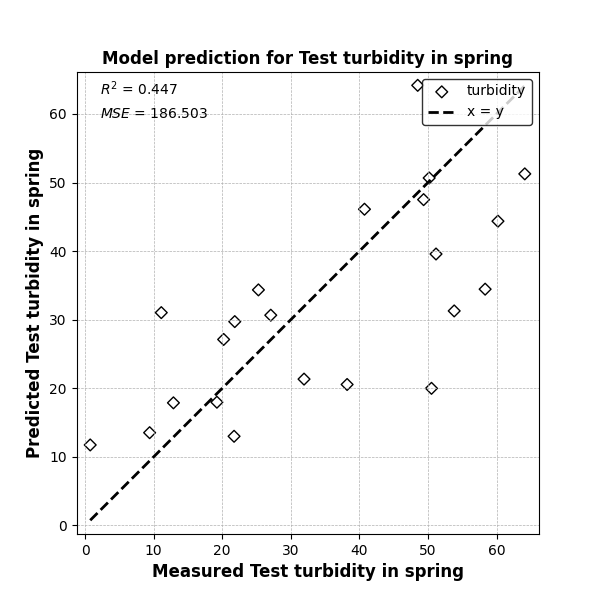 Model prediction for Test turbidity in spring
R² = 0.447
MSE = 186.503
turbidity
x = y
Predicted Test turbidity in spring
60
50
40
30
20
10
0
0 10 20 30 40 50 60
Measured Test turbidity in spring